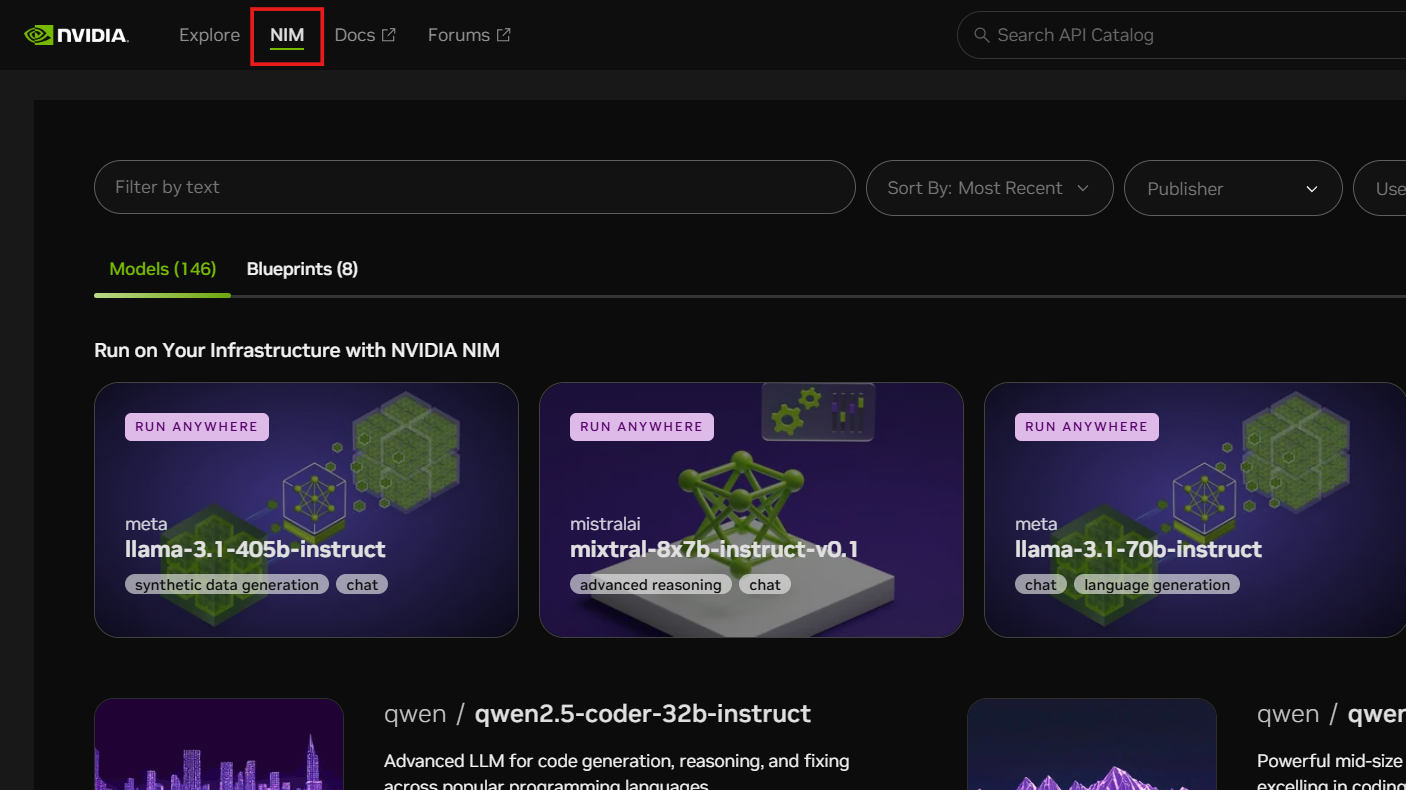 NVIDIA.
Explore
NIM
Docs
Forums
Search API Catalog
Filter by text
Sort By: Most Recent
Publisher
Use
Models (146)
Blueprints (8)
Run on Your Infrastructure with NVIDIA NIM
RUN ANYWHERE
meta
llama-3.1-405b-instruct
synthetic data generation
chat
RUN ANYWHERE
mistralai
mixtral-8x7b-instruct-v0.1
advanced reasoning
chat
RUN ANYWHERE
meta
llama-3.1-70b-instruct
chat
language generation
qwen / qwen2.5-coder-32b-instruct
Advanced LLM for code generation, reasoning, and fixing
across popular programming languages.
qwen / qwer
Powerful mid-size
excelling in coding